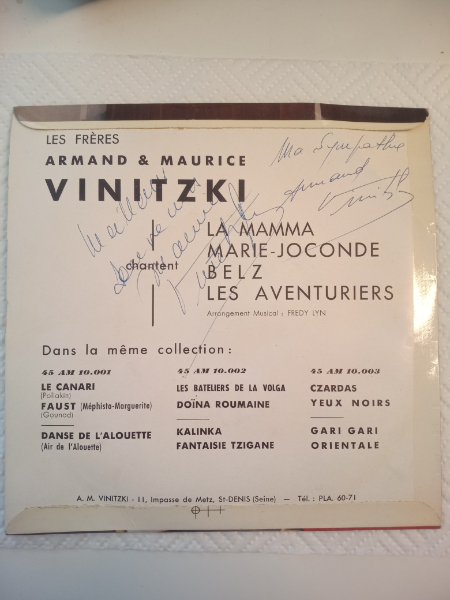 LES FRÈRES
ARMAND & MAURICE
VINITZKI
Ma Sympathie
Armand
chantent
LA MAMMA
MARIE-JOCONDE
BELZ
LES AVENTURIERS
Arrangement Musical : FREDY LYN
Dans la même collection :
45 AM 10.001
LE CANARI
(Poliakin)
FAUST (Méphisto-Marguerite)
(Gounod)
DANSE DE L'ALOUETTE
(Air de l'Alouette)
45 AM 10.002
LES BATELIERS DE LA VOLGA
DOÏNA ROUMAINE
KALINKA
FANTAISIE TZIGANE
45 AM 10.003
CZARDAS
YEUX NOIRS
GARI GARI
ORIENTALE
A. M. VINITZKI - 11, Impasse de Metz, St-DENIS (Seine) — Tél. : PLA. 60-71